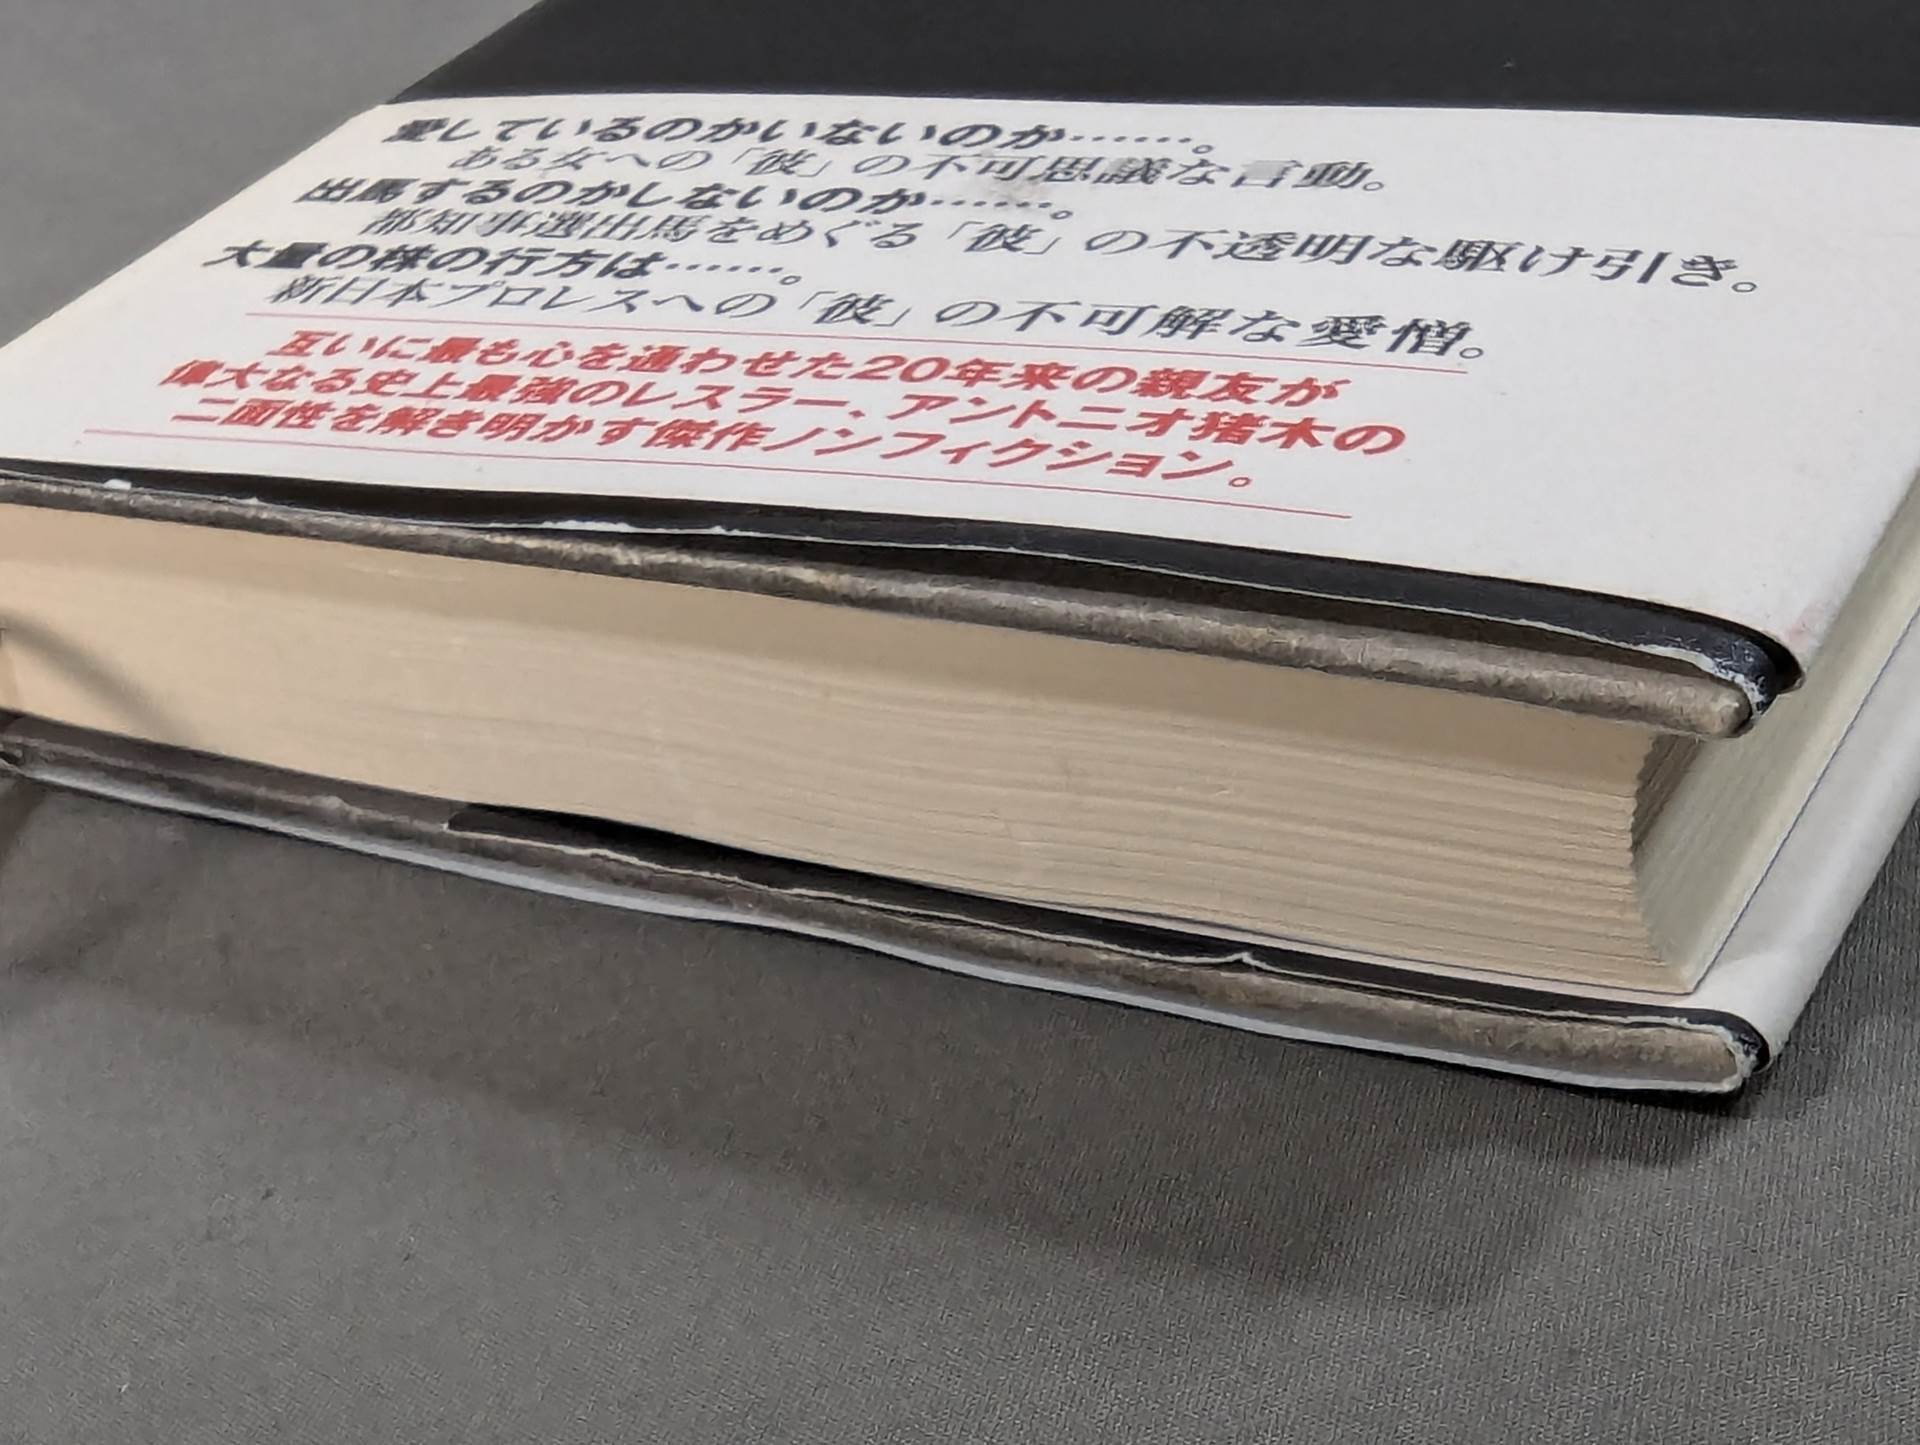 愛しているのかいないのか……。
ある女への「彼」の不可思議な言動。
出馬するのかしないのか……。
都知事選出馬をめぐる「彼」の不透明な駆け引き。
大量の株の行方は……。
新日本プロレスへの「彼」の不可解な愛憎。
互いに最も心を通わせた20年来の親友が
偉大なる史上最強のレスラー、アントニオ猪木の
二面性を解き明かす傑作ノンフィクション。